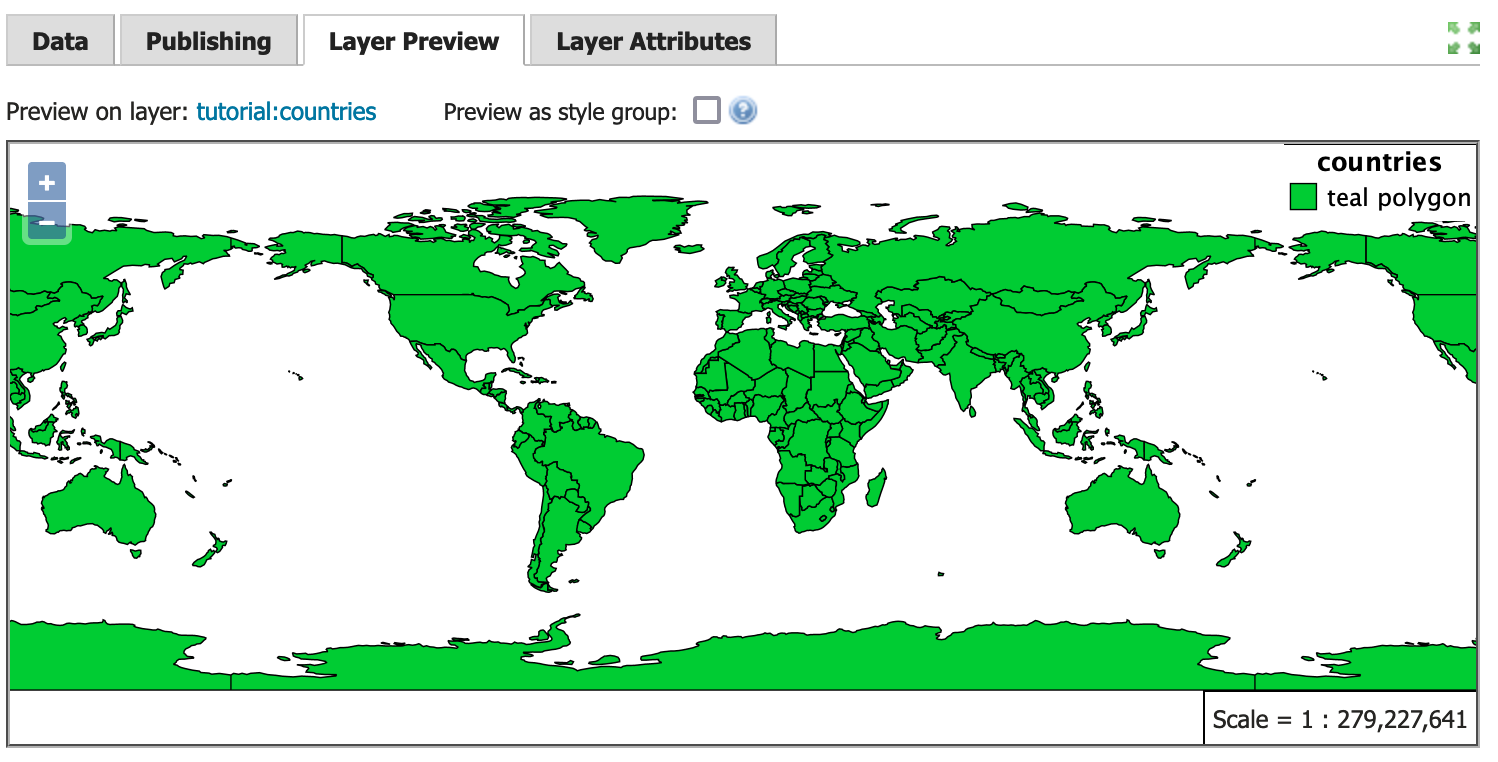 Data Publishing Layer Preview Layer Attributes
Preview on layer: tutorial:countries Preview as style group: ?
+
–
countries
teal polygon
Scale = 1 : 279,227,641